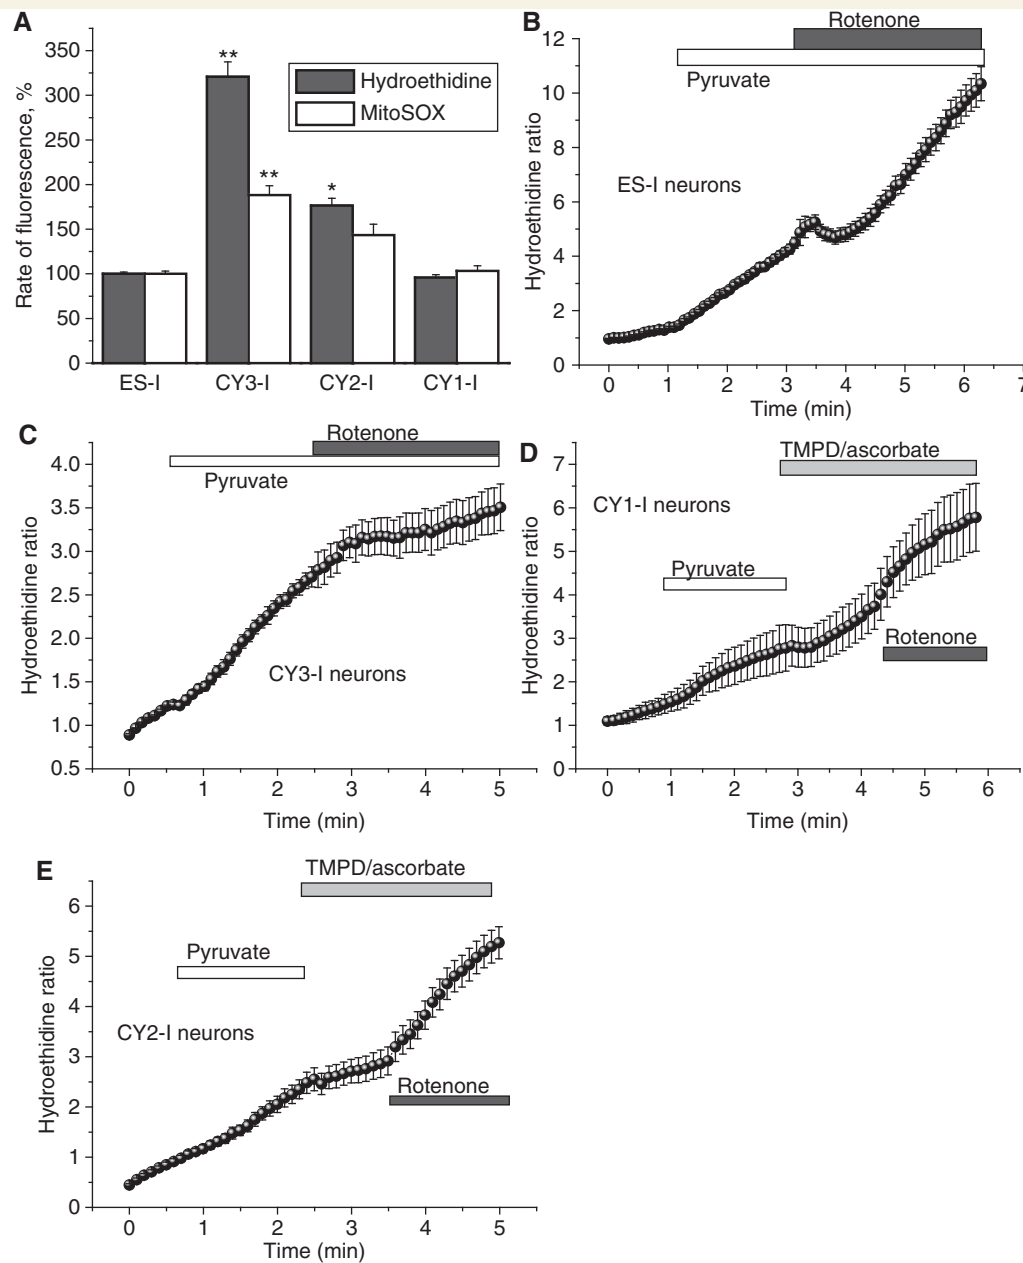 A
Rate of fluorescence, %
350
300
250
200
150
100
50
0
**
**
*
Hydroethidine
MitoSOX
ES-I
CY3-I
CY2-I
CY1-I
B
Rotenone
Pyruvate
ES-I neurons
Hydroethidine ratio
12
10
8
6
4
2
0
0 1 2 3 4 5 6 7
Time (min)
C
Rotenone
Pyruvate
CY3-I neurons
Hydroethidine ratio
4.0
3.5
3.0
2.5
2.0
1.5
1.0
0.5
0 1 2 3 4 5
Time (min)
D
TMPD/ascorbate
CY1-I neurons
Pyruvate
Rotenone
Hydroethidine ratio
7
6
5
4
3
2
1
0
0 1 2 3 4 5 6
Time (min)
E
TMPD/ascorbate
Pyruvate
CY2-I neurons
Rotenone
Hydroethidine ratio
6
5
4
3
2
1
0
0 1 2 3 4 5
Time (min)